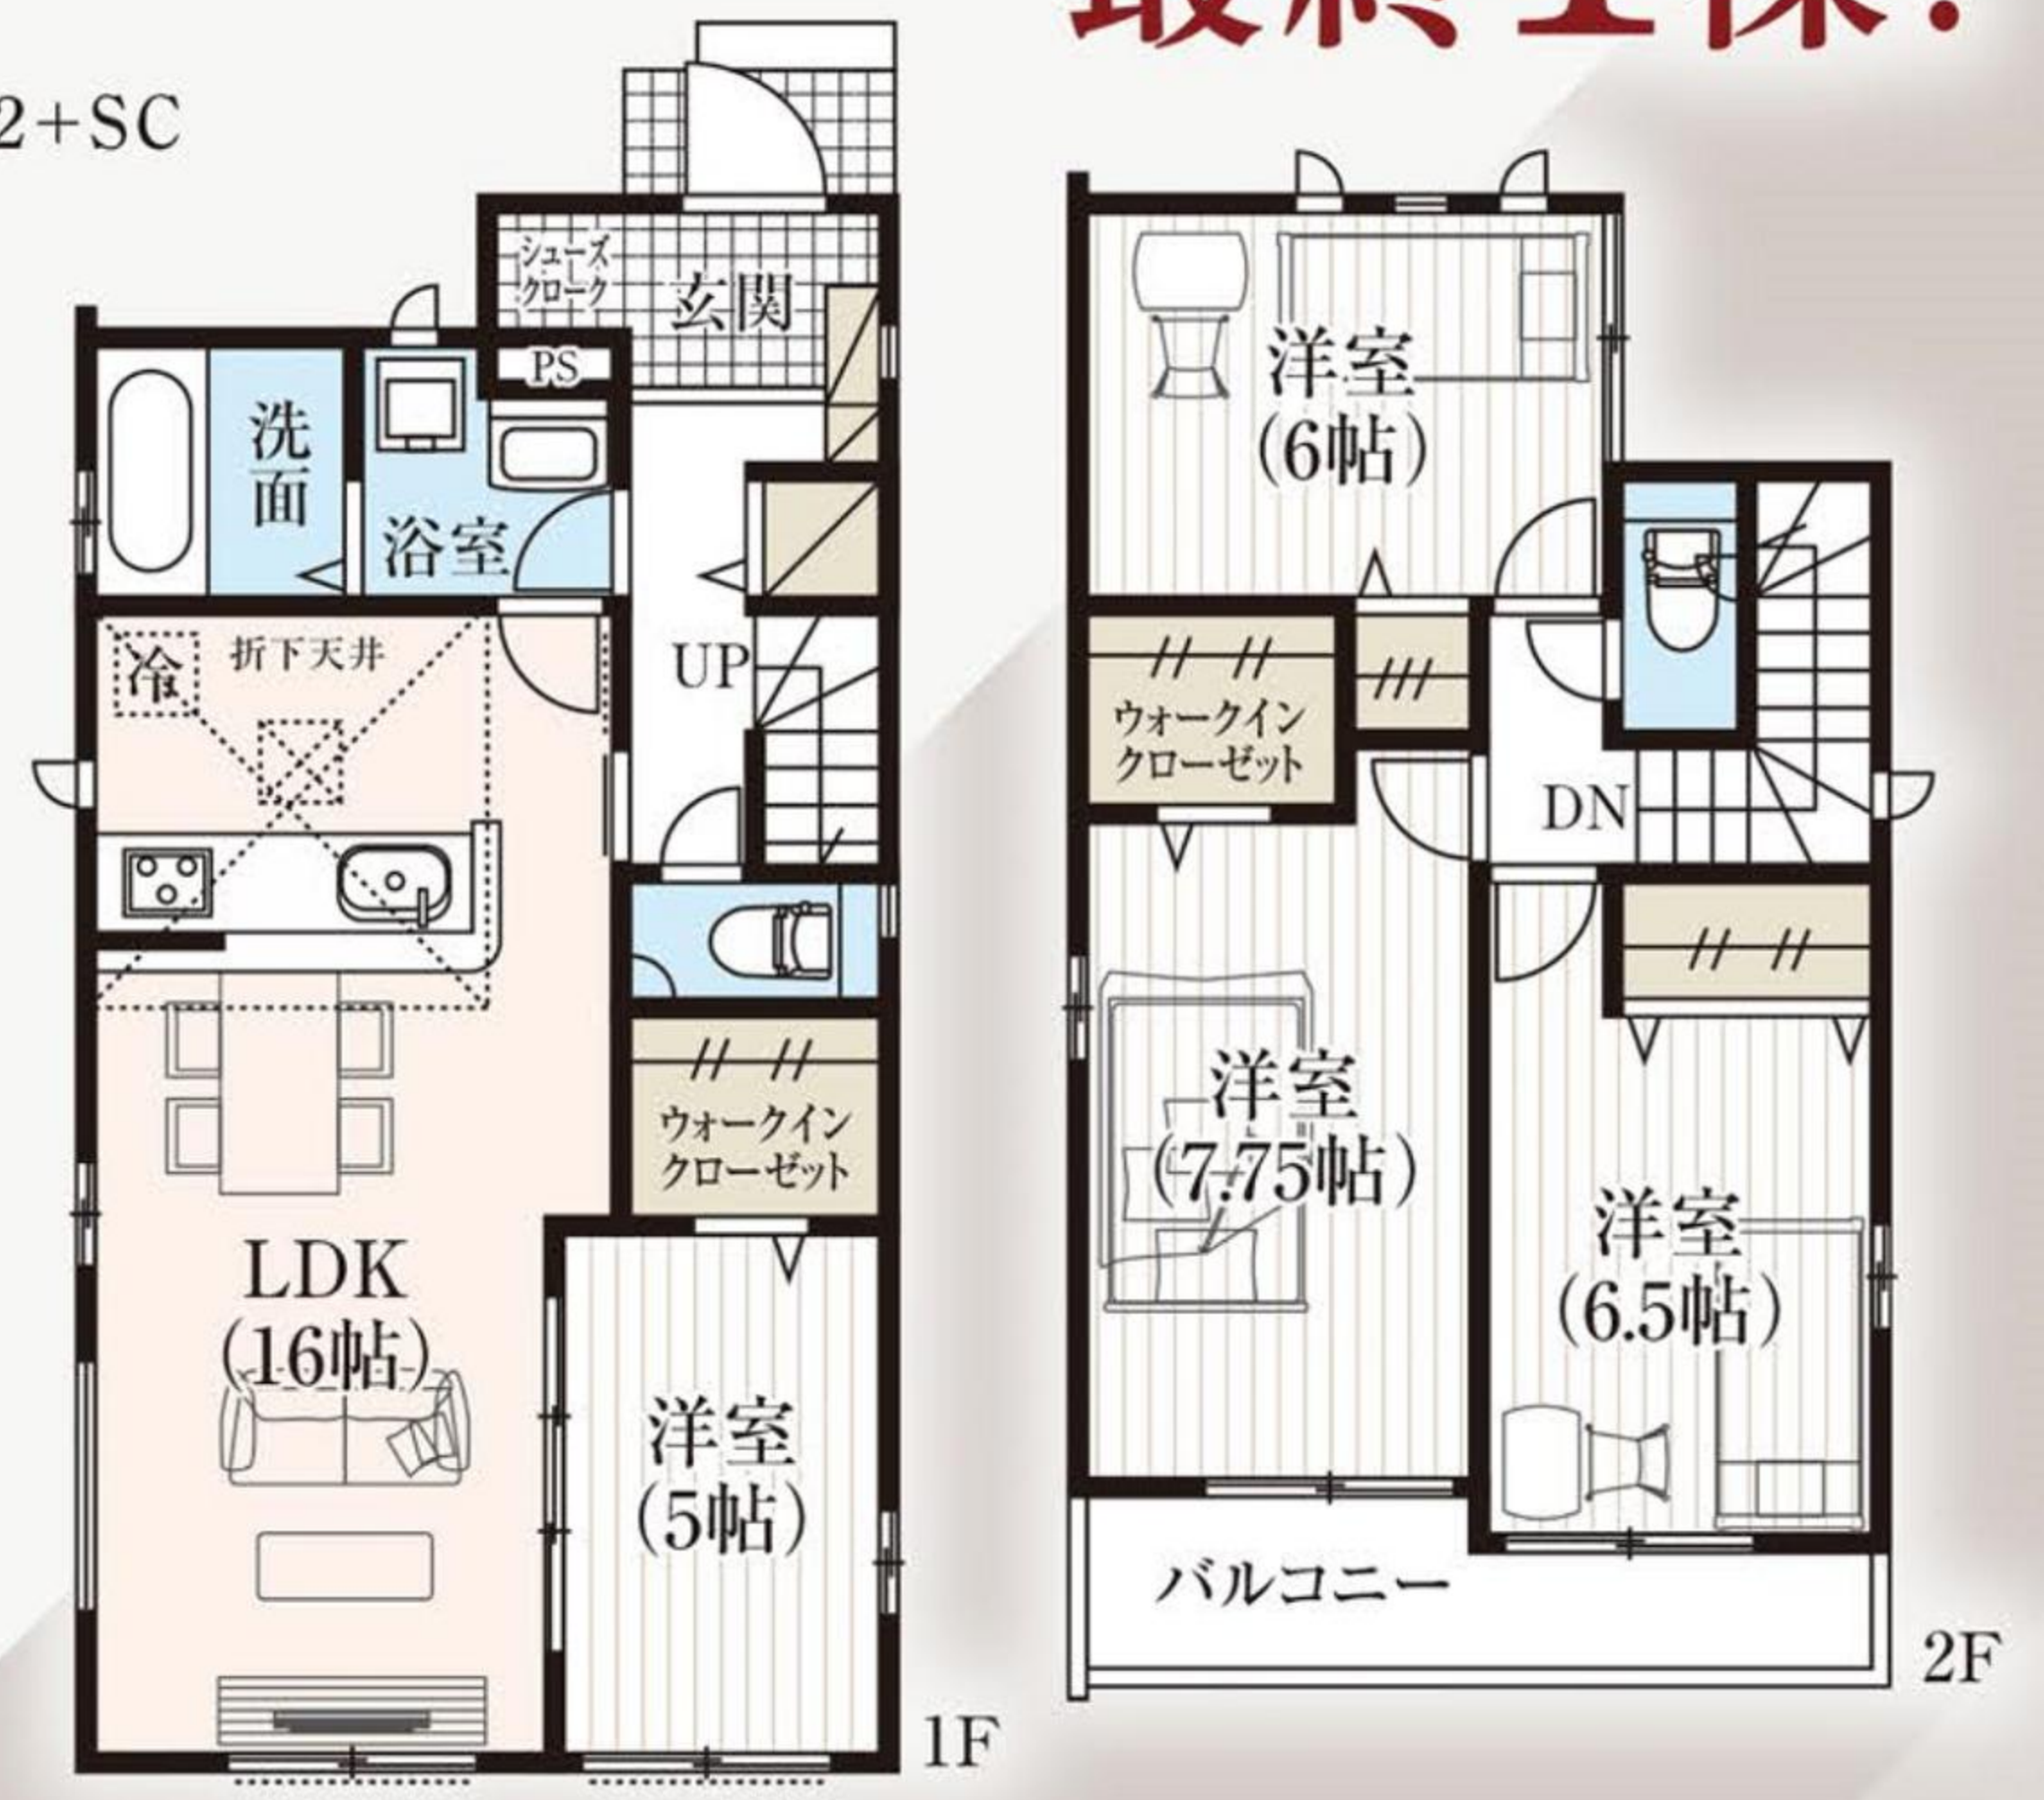 最終1棟!
2+SC
シューズ
クローク
玄関
PS
洗面
浴室
冷
折下天井
UP
ウォークイン
クローゼット
LDK
(16帖)
洋室
(5帖)
1F
洋室
(6帖)
ウォークイン
クローゼット
DN
洋室
(7.75帖)
洋室
(6.5帖)
バルコニー
2F